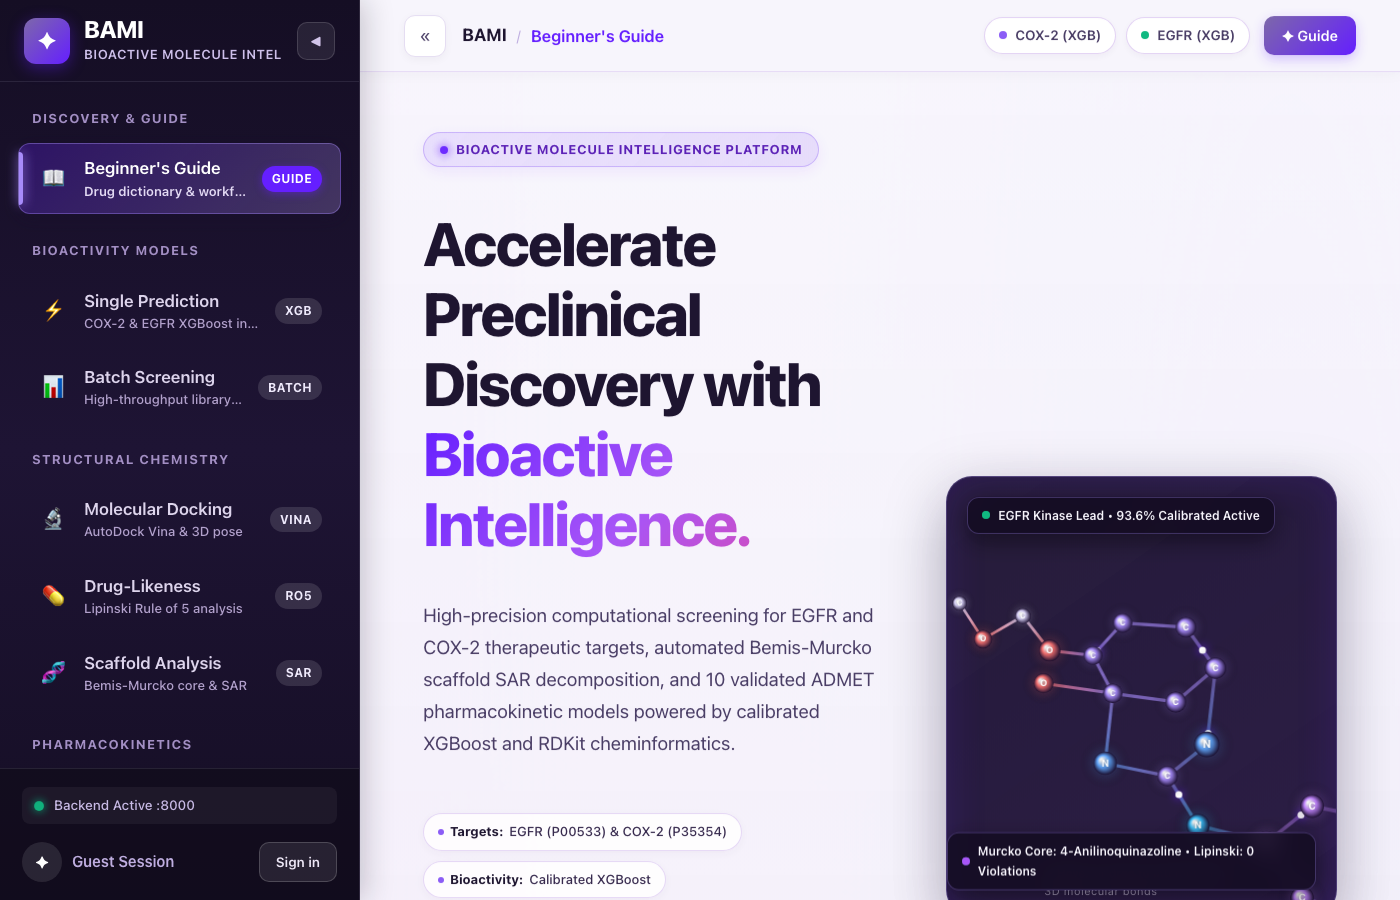 BAMI
BIOACTIVE MOLECULE INTEL
DISCOVERY & GUIDE
Beginner's Guide
Drug dictionary & workf...
GUIDE
BIOACTIVITY MODELS
Single Prediction
COX-2 & EGFR XGBoost in...
XGB
Batch Screening
High-throughput library...
BATCH
STRUCTURAL CHEMISTRY
Molecular Docking
AutoDock Vina & 3D pose
VINA
Drug-Likeness
Lipinski Rule of 5 analysis
RO5
Scaffold Analysis
Bemis-Murcko core & SAR
SAR
PHARMACOKINETICS
Backend Active :8000
Guest Session
Sign in
BAMI / Beginner's Guide
COX-2 (XGB)
EGFR (XGB)
✦ Guide
BIOACTIVE MOLECULE INTELLIGENCE PLATFORM
Accelerate
Preclinical
Discovery with
Bioactive
Intelligence.
High-precision computational screening for EGFR and
COX-2 therapeutic targets, automated Bemis-Murcko
scaffold SAR decomposition, and 10 validated ADMET
pharmacokinetic models powered by calibrated
XGBoost and RDKit cheminformatics.
Targets: EGFR (P00533) & COX-2 (P35354)
Bioactivity: Calibrated XGBoost
EGFR Kinase Lead • 93.6% Calibrated Active
C
C
O
O
C
C
O
C
C
C
N
N
C
N
C
Murcko Core: 4-Anilinoquinazoline • Lipinski: 0
Violations
3D molecular bonds
C